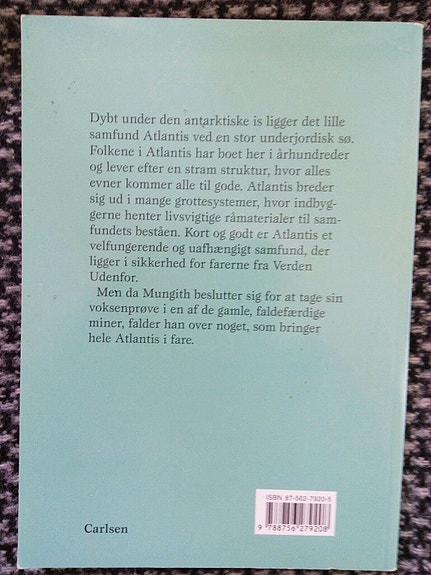 Dybt under den antarktiske is ligger det lille
samfund Atlantis ved en stor underjordisk sø.
Folkene i Atlantis har boet her i århundreder
og lever efter en stram struktur, hvor alles
evner kommer alle til gode. Atlantis breder
sig ud i mange grottesystemer, hvor indbyg-
gerne henter livsvigtige råmaterialer til sam-
fundets beståen. Kort og godt er Atlantis et
velfungerende og uafhængigt samfund, der
ligger i sikkerhed for farerne fra Verden
Udenfor.
Men da Mungith beslutter sig for at tage sin
voksenprøve i en af de gamle, faldefærdige
miner, falder han over noget, som bringer
hele Atlantis i fare.
ISBN 87-562-7920-5
9 788756 279208
Carlsen